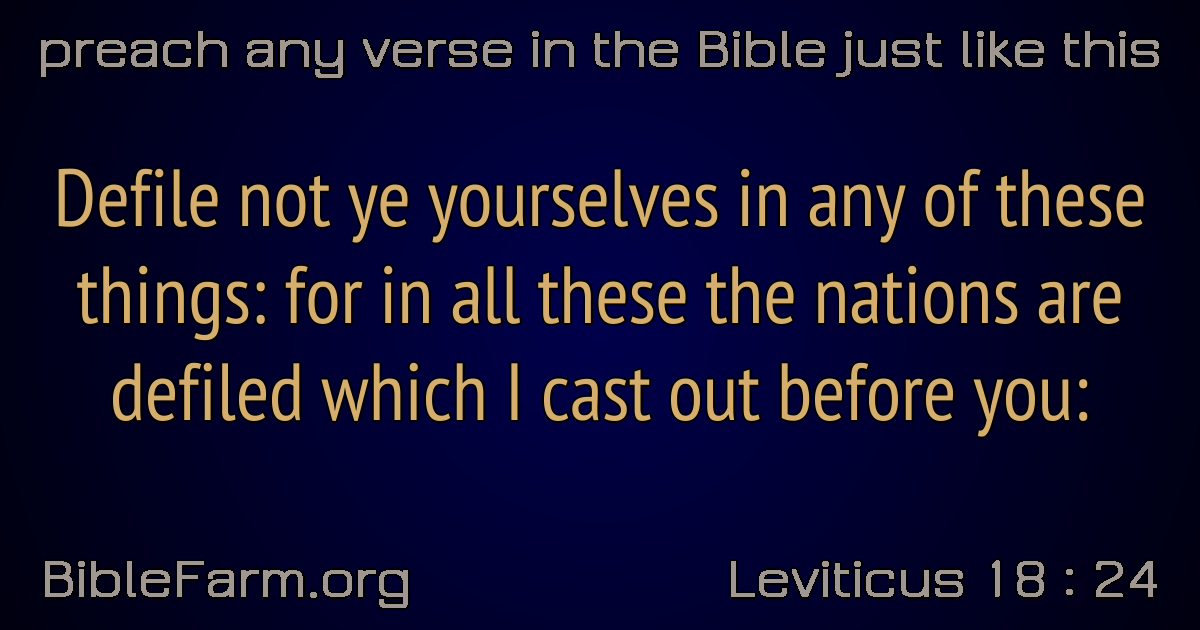 preach any verse in the Bible just like this
Defile not ye yourselves in any of these
things: for in all these the nations are
defiled which I cast out before you:
BibleFarm.org
Leviticus 18 : 24